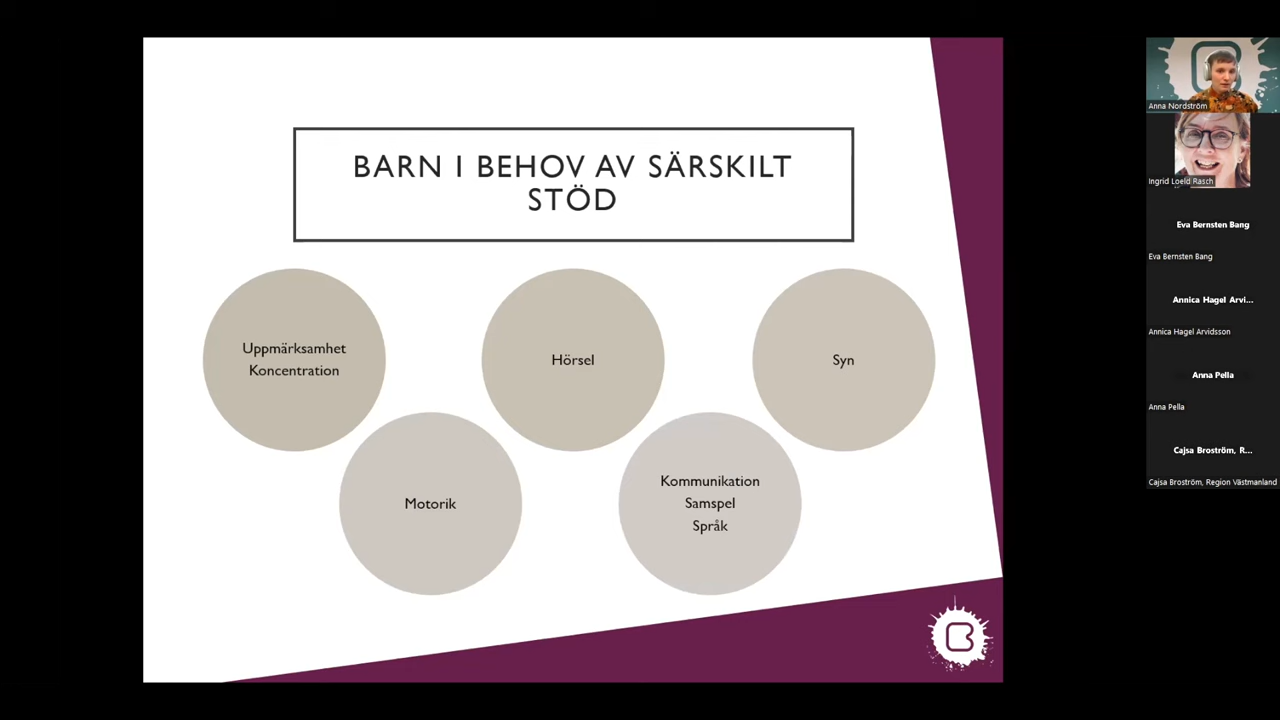 BARN I BEHOV AV SÄRSKILT
STÖD
Uppmärksamhet
Koncentration
Hörsel
Syn
Motorik
Kommunikation
Samspel
Språk
Anna Nordström
Ingrid Loeld Rasch
Eva Bernsten Bang
Eva Bernsten Bang
Annica Hagel Arvi...
Annica Hagel Arvidsson
Anna Pella
Anna Pella
Cajsa Broström, R...
Cajsa Broström, Region Västmanland